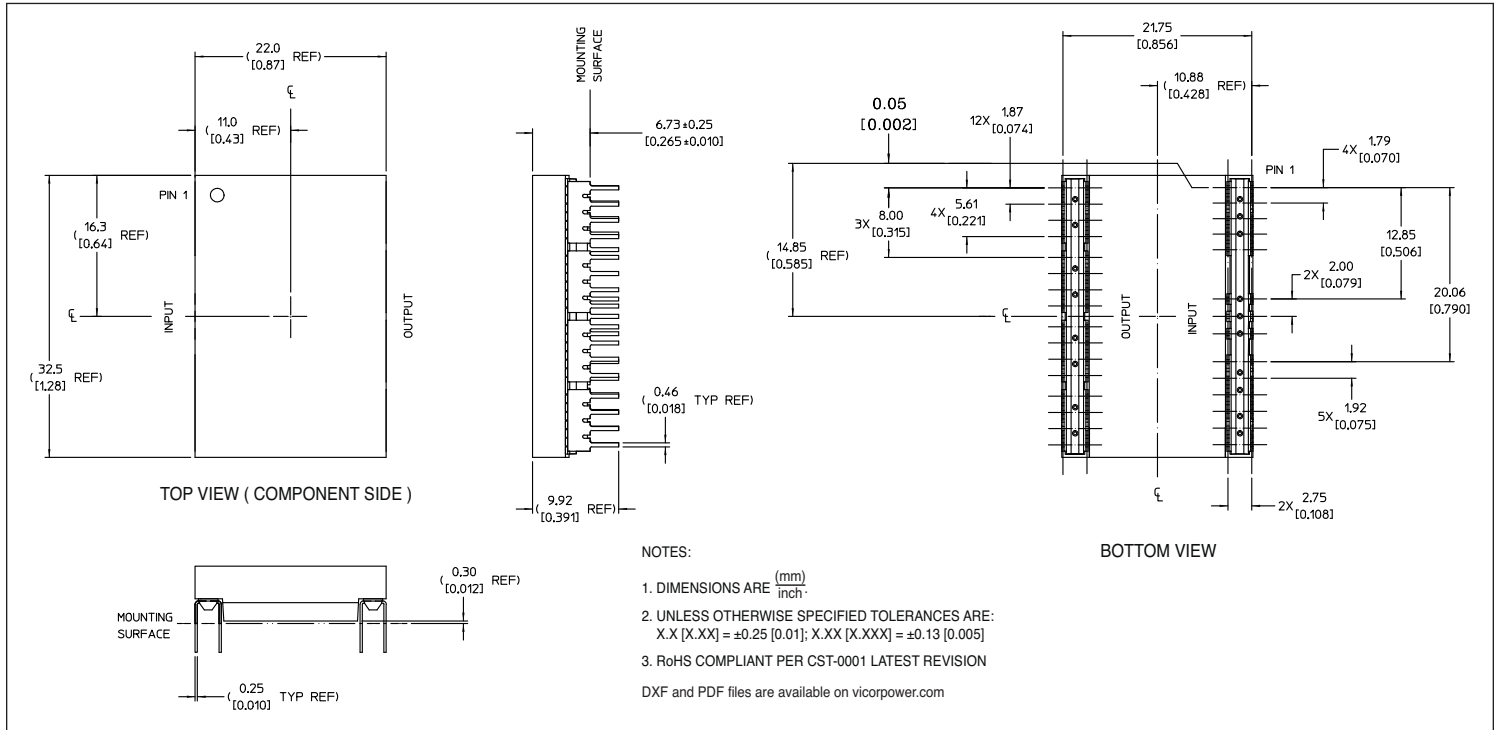 22.0
( REF)
[0.87]
℄
11.0
( REF)
[0.43]
PIN 1
16.3
( REF)
[0.64]
℄
INPUT
OUTPUT
32.5
( REF)
[1.28]
TOP VIEW ( COMPONENT SIDE )
MOUNTING
SURFACE
6.73±0.25
[0.265±0.010]
0.46
( TYP REF)
[0.018]
9.92
( REF)
[0.391]
21.75
[0.856]
10.88
( REF)
[0.428]
0.05
[0.002]
12X 1.87
[0.074]
4X 1.79
[0.070]
PIN 1
14.85
( REF)
[0.585]
3X 8.00
[0.315]
4X 5.61
[0.221]
12.85
[0.506]
2X 2.00
[0.079]
20.06
[0.790]
℄
OUTPUT
INPUT
5X 1.92
[0.075]
℄
2X 2.75
[0.108]
BOTTOM VIEW
0.30
( REF)
[0.012]
MOUNTING
SURFACE
0.25
( TYP REF)
[0.010]
NOTES:
1. DIMENSIONS ARE (mm)
inch.
2. UNLESS OTHERWISE SPECIFIED TOLERANCES ARE:
X.X [X.XX] = ±0.25 [0.01]; X.XX [X.XXX] = ±0.13 [0.005]
3. RoHS COMPLIANT PER CST-0001 LATEST REVISION
DXF and PDF files are available on vicorpower.com